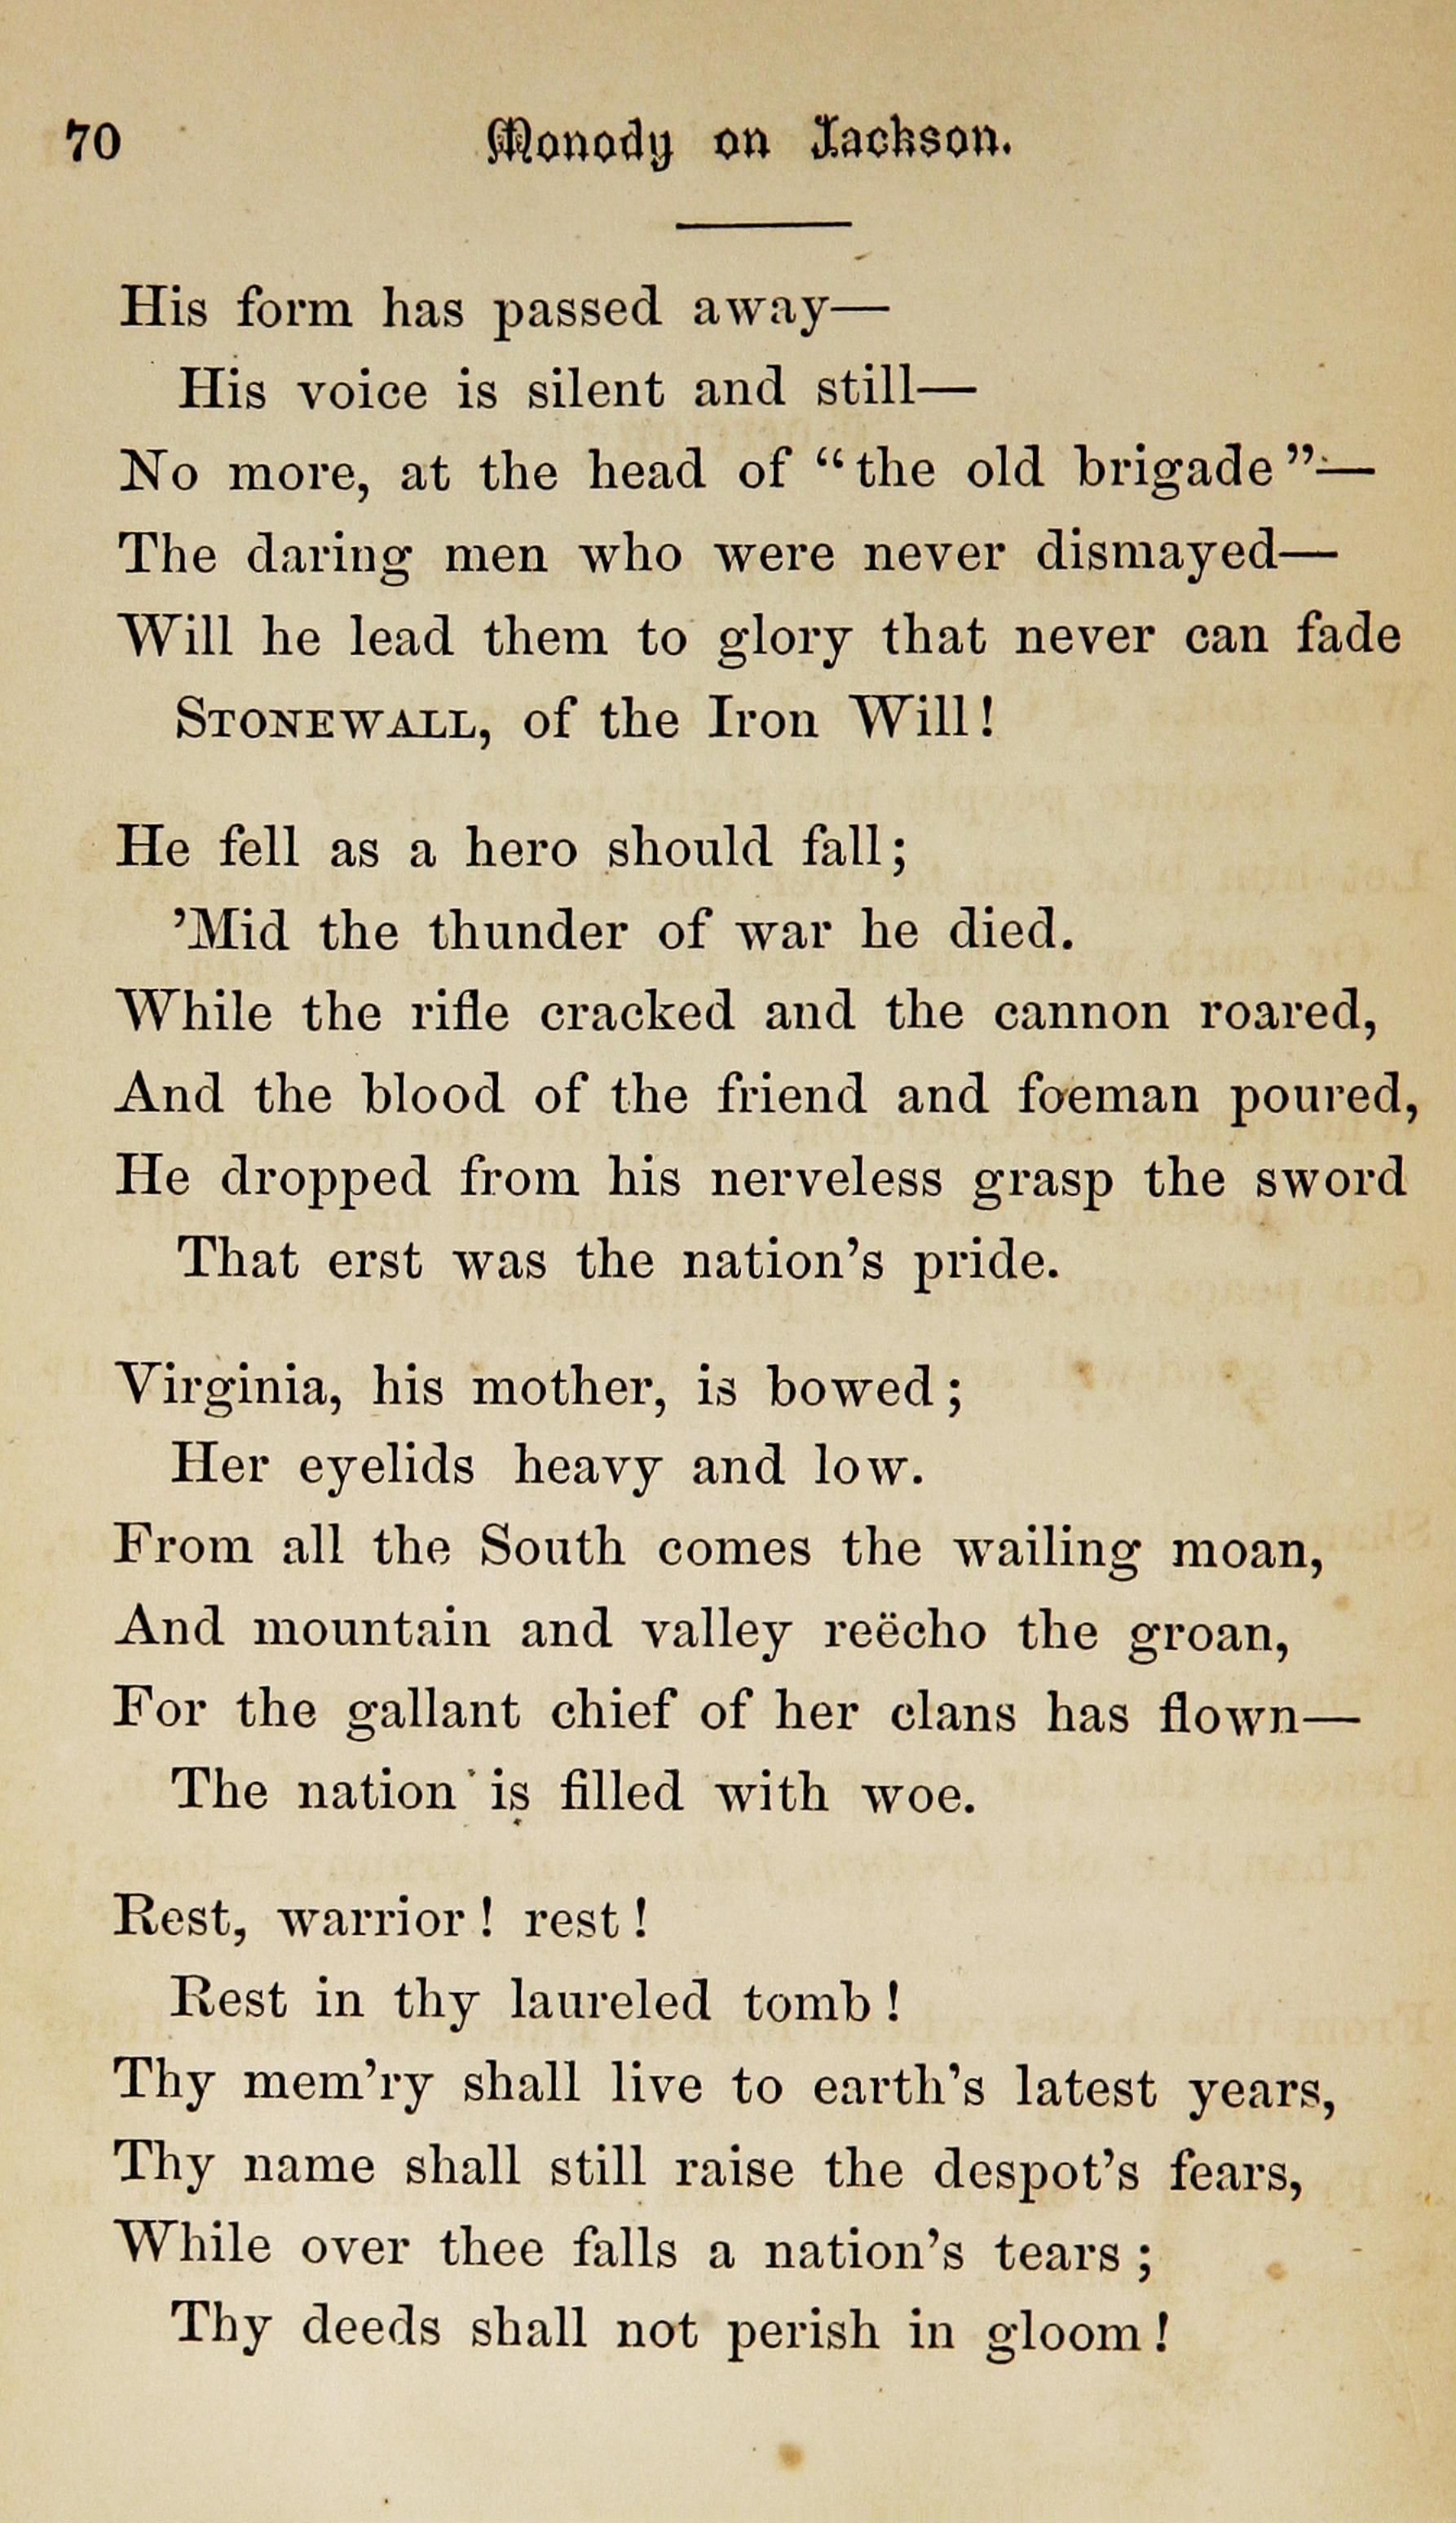 70 Monody on Jackson.
His form has passed away—
His voice is silent and still—
No more, at the head of “the old brigade”—
The daring men who were never dismayed—
Will he lead them to glory that never can fade
STONEWALL, of the Iron Will!
He fell as a hero should fall;
’Mid the thunder of war he died.
While the rifle cracked and the cannon roared,
And the blood of the friend and foeman poured,
He dropped from his nerveless grasp the sword
That erst was the nation’s pride.
Virginia, his mother, is bowed;
Her eyelids heavy and low.
From all the South comes the wailing moan,
And mountain and valley reëcho the groan,
For the gallant chief of her clans has flown—
The nation is filled with woe.
Rest, warrior! rest!
Rest in thy laureled tomb!
Thy mem’ry shall live to earth’s latest years,
Thy name shall still raise the despot’s fears,
While over thee falls a nation’s tears;
Thy deeds shall not perish in gloom!